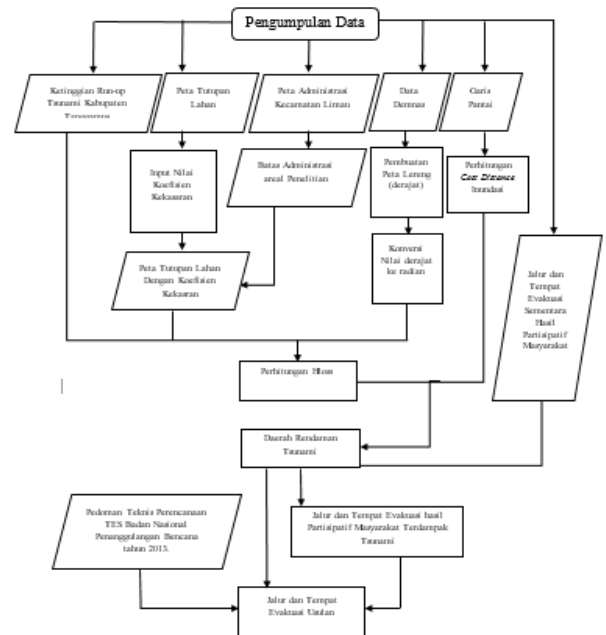 Pengumpulan Data
Ketinggian Run-up
Tsunami Kabupaten
Peta Tutupan
Lahan
Peta Administrasi
Kecamatan Limau
Data
Demnas
Garis
Pantai
Input Nilai
Koefisien
Kekasaran
Batas Administrasi
areal Penelitian
Pembuatan
Peta Lereng
(derajat)
Perhitungan
Cost Distance
Inundasi
Peta Tutupan Lahan
Dengan Koefisien
Kekasran
Konversi
Nilai derajat
ke radian
Jalur dan
Tempat
Evakuasi
Sementara
Hasil
Partisipatif
Masyarakat
Perhitungan Hloss
Daerah Rendaman
Tsunami
Pedoman Teknis Perencanaan
TES Badan Nasional
Penanggulangan Bencana
tahun 2013.
Jalur dan Tempat Evakuasi hasil
Partisipatif Masyarakat Terdampak
Tsunami
Jalur dan Tempat
Evakuasi Usulan